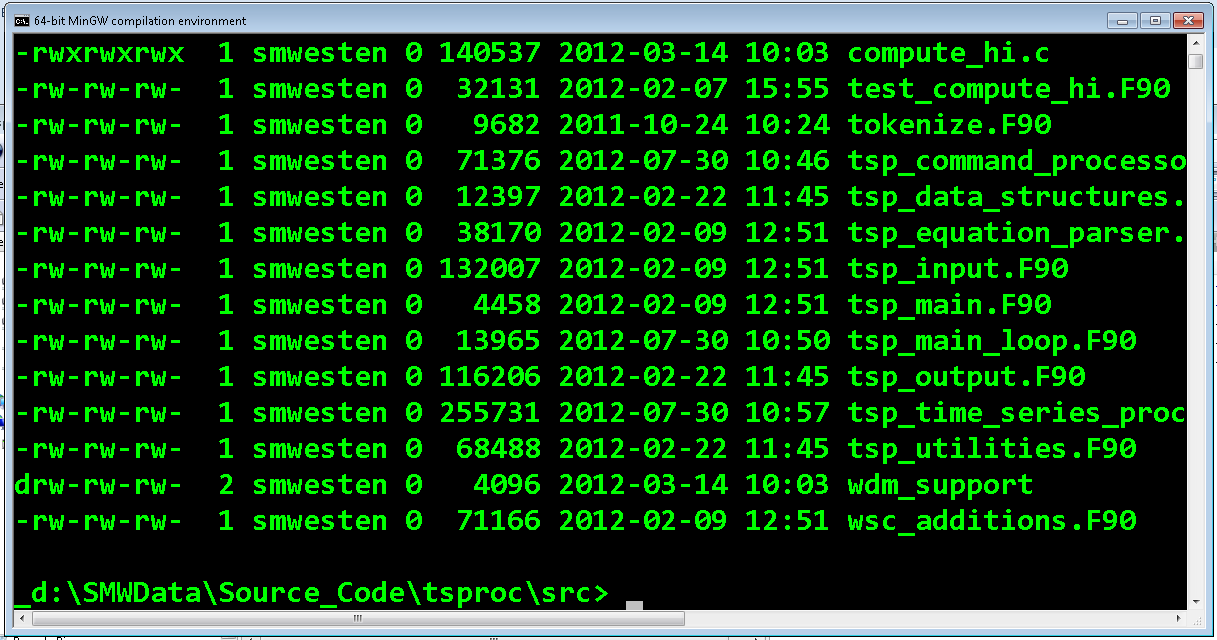 64-bit MinGW compilation environment
-rwxrwxrwx  1 smwesten 0 140537 2012-03-14 10:03 compute_hi.c
-rw-rw-rw-  1 smwesten 0  32131 2012-02-07 15:55 test_compute_hi.F90
-rw-rw-rw-  1 smwesten 0   9682 2011-10-24 10:24 tokenize.F90
-rw-rw-rw-  1 smwesten 0  71376 2012-07-30 10:46 tsp_command_processo
-rw-rw-rw-  1 smwesten 0  12397 2012-02-22 11:45 tsp_data_structures.
-rw-rw-rw-  1 smwesten 0  38170 2012-02-09 12:51 tsp_equation_parser.
-rw-rw-rw-  1 smwesten 0 132007 2012-02-09 12:51 tsp_input.F90
-rw-rw-rw-  1 smwesten 0   4458 2012-02-09 12:51 tsp_main.F90
-rw-rw-rw-  1 smwesten 0  13965 2012-07-30 10:50 tsp_main_loop.F90
-rw-rw-rw-  1 smwesten 0 116206 2012-02-22 11:45 tsp_output.F90
-rw-rw-rw-  1 smwesten 0 255731 2012-07-30 10:57 tsp_time_series_proc
-rw-rw-rw-  1 smwesten 0  68488 2012-02-22 11:45 tsp_utilities.F90
drw-rw-rw-  2 smwesten 0   4096 2012-03-14 10:03 wdm_support
-rw-rw-rw-  1 smwesten 0  71166 2012-02-09 12:51 wsc_additions.F90
_d:\SMWData\Source_Code\tsproc\src>